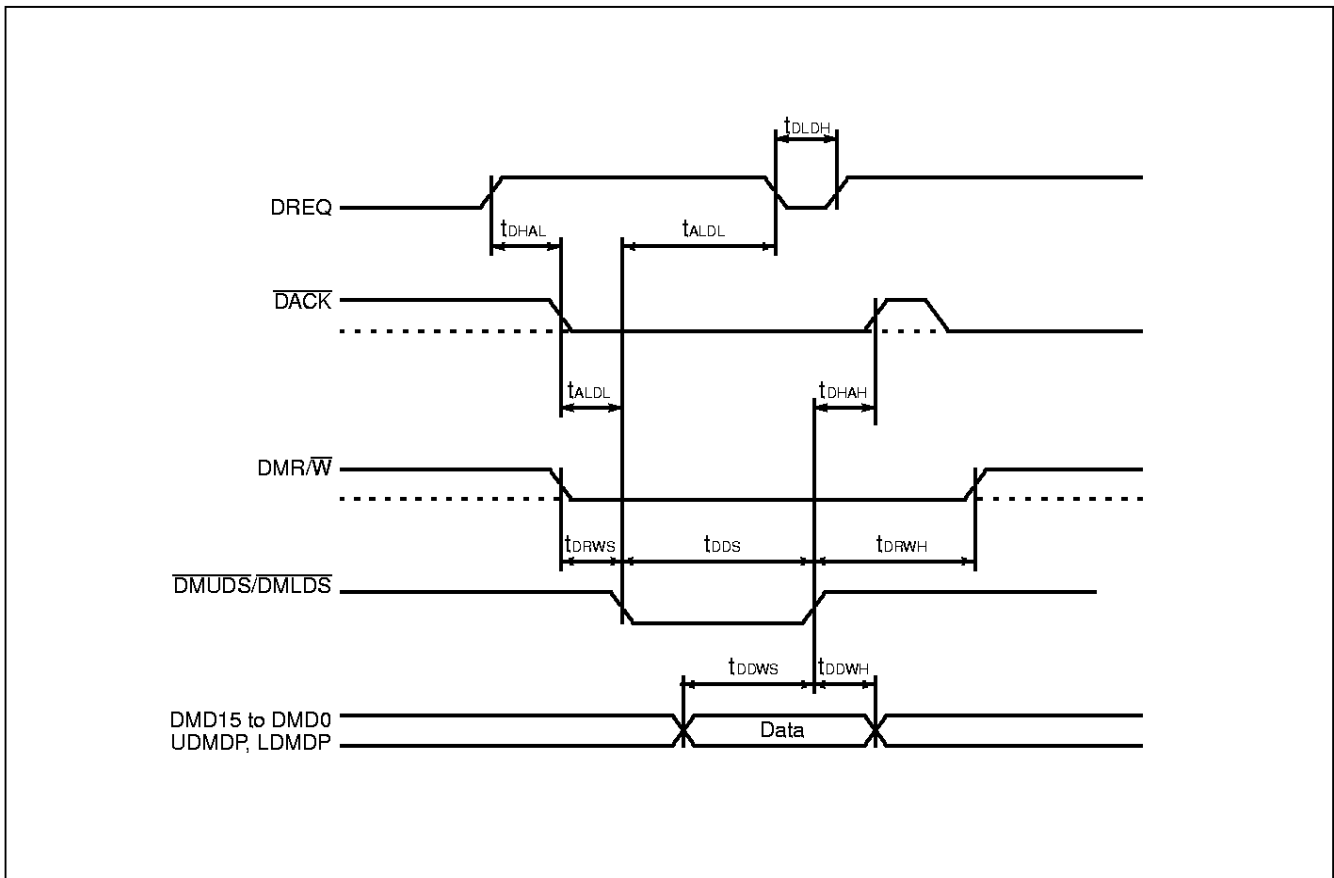 tDLDH
DREQ
tDHAL
tALDL
DACK
tALDL
tDHAH
DMR/W
tDRWS
tDDS
tDRWH
DMUDS/DMLDS
tDDWS
tDDWH
DMD15 to DMD0
UDMDP, LDMDP
Data